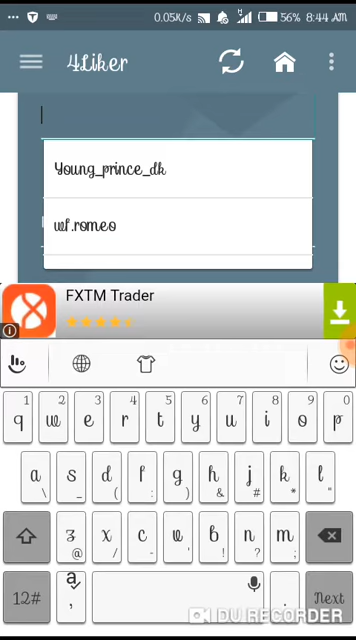 ... 0.05K/s 56% 8:44 AM
4Liker
Young_prince_dk
wf.romeo
FXTM Trader
1 2 3 4 5 6 7 8 9 0
q w e r t y u i o p
a s d f g h j k l
\ _ ( : ) & # * "
z x c v b n m
@ / - ' ! ? ;
12# a , . Next
DU RECORDER